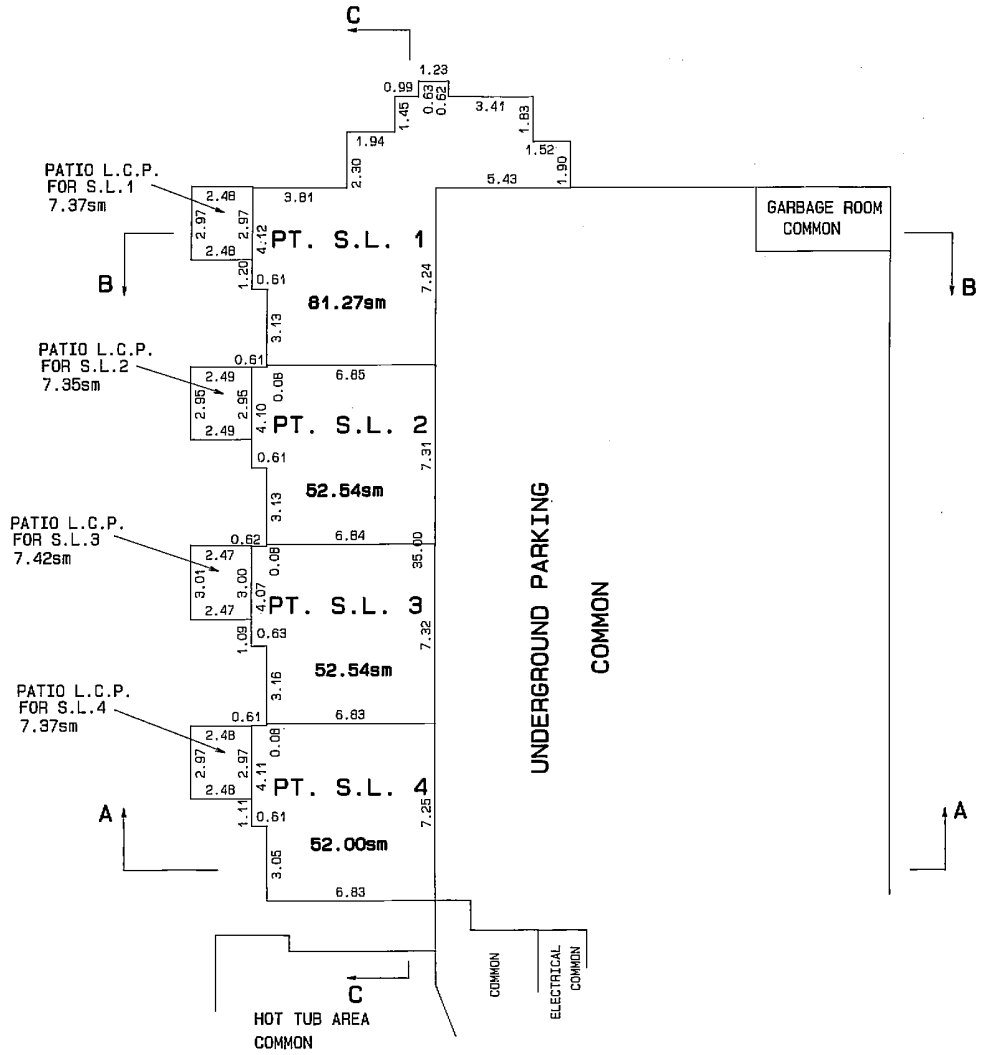 C
1.23
0.99
0.63
0.62
1.45
3.41
1.83
1.94
1.52
2.30
1.90
5.43
PATIO L.C.P.
FOR S.L.1
7.37sm
2.48
3.81
2.97
2.97
4.12
2.48
PT. S.L. 1
GARBAGE ROOM
COMMON
B
B
1.20
0.61
7.24
81.27sm
3.13
PATIO L.C.P.
FOR S.L.2
7.35sm
0.61
2.49
6.85
0.08
2.95
2.95
4.10
2.49
PT. S.L. 2
0.61
7.31
52.54sm
3.13
PATIO L.C.P.
FOR S.L.3
7.42sm
0.62
2.47
6.84
0.08
35.00
3.01
3.00
4.07
2.47
PT. S.L. 3
1.09
0.63
7.32
52.54sm
3.16
UNDERGROUND PARKING
COMMON
PATIO L.C.P.
FOR S.L.4
7.37sm
0.61
2.48
6.83
0.08
2.97
2.97
4.11
2.48
PT. S.L. 4
A
A
1.11
0.61
7.25
52.00sm
3.05
6.83
COMMON
ELECTRICAL
COMMON
C
HOT TUB AREA
COMMON